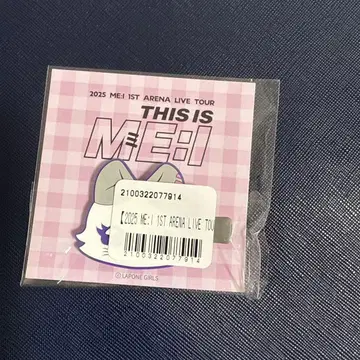 2025 ME:I 1ST ARENA LIVE TOUR
THIS IS
ME:I
2100322077914
【2025 ME:I 1ST ARENA LIVE TOU
2100322077914
©LAPONE GIRLS